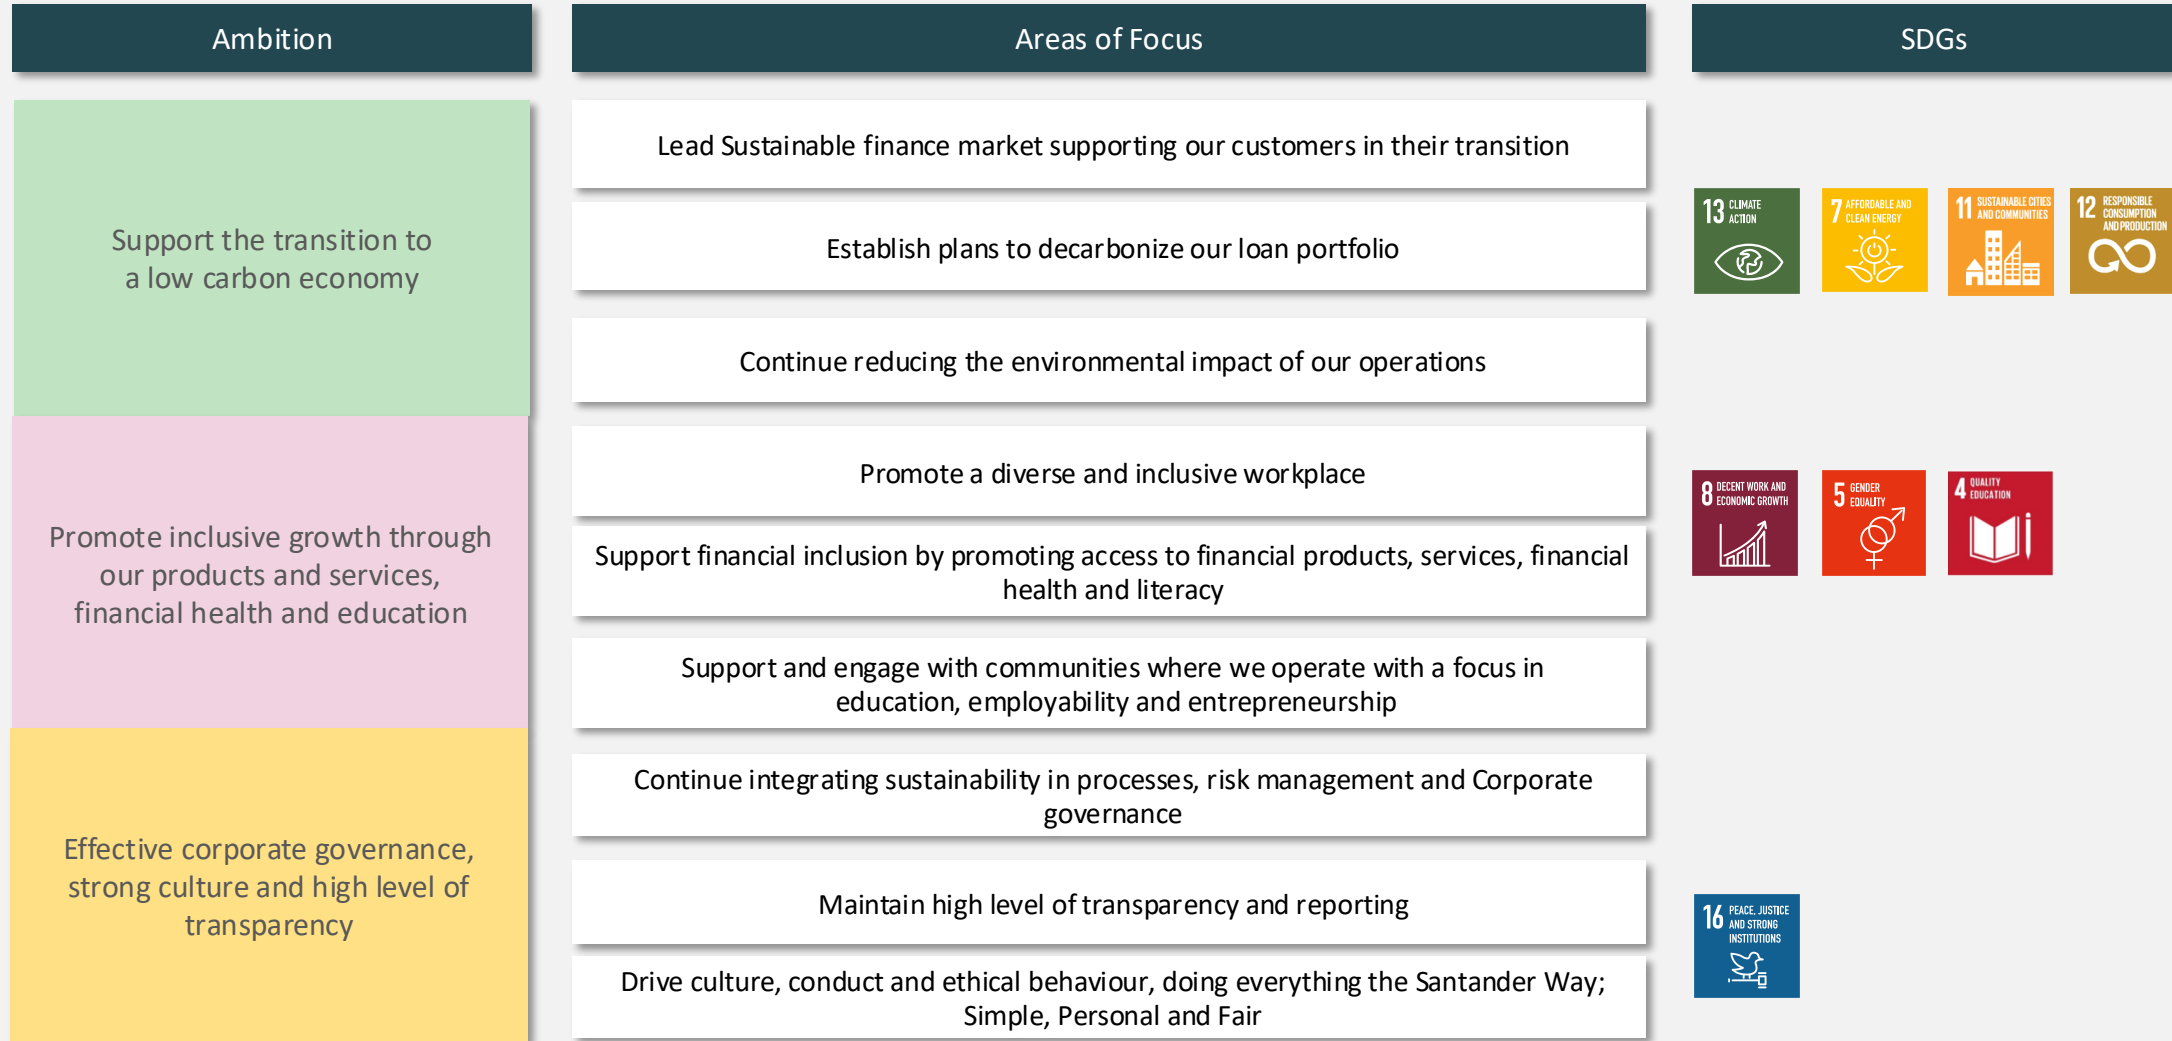 Ambition
Areas of Focus
SDGs
Support the transition to
a low carbon economy
Lead Sustainable finance market supporting our customers in their transition
Establish plans to decarbonize our loan portfolio
Continue reducing the environmental impact of our operations
13 CLIMATE
ACTION
7 AFFORDABLE AND
CLEAN ENERGY
11 SUSTAINABLE CITIES
AND COMMUNITIES
12 RESPONSIBLE
CONSUMPTION
AND PRODUCTION
Promote inclusive growth through
our products and services,
financial health and education
Promote a diverse and inclusive workplace
Support financial inclusion by promoting access to financial products, services, financial
health and literacy
Support and engage with communities where we operate with a focus in
education, employability and entrepreneurship
8 DECENT WORK AND
ECONOMIC GROWTH
5 GENDER
EQUALITY
4 QUALITY
EDUCATION
Effective corporate governance,
strong culture and high level of
transparency
Continue integrating sustainability in processes, risk management and Corporate
governance
Maintain high level of transparency and reporting
Drive culture, conduct and ethical behaviour, doing everything the Santander Way;
Simple, Personal and Fair
16 PEACE, JUSTICE
AND STRONG
INSTITUTIONS